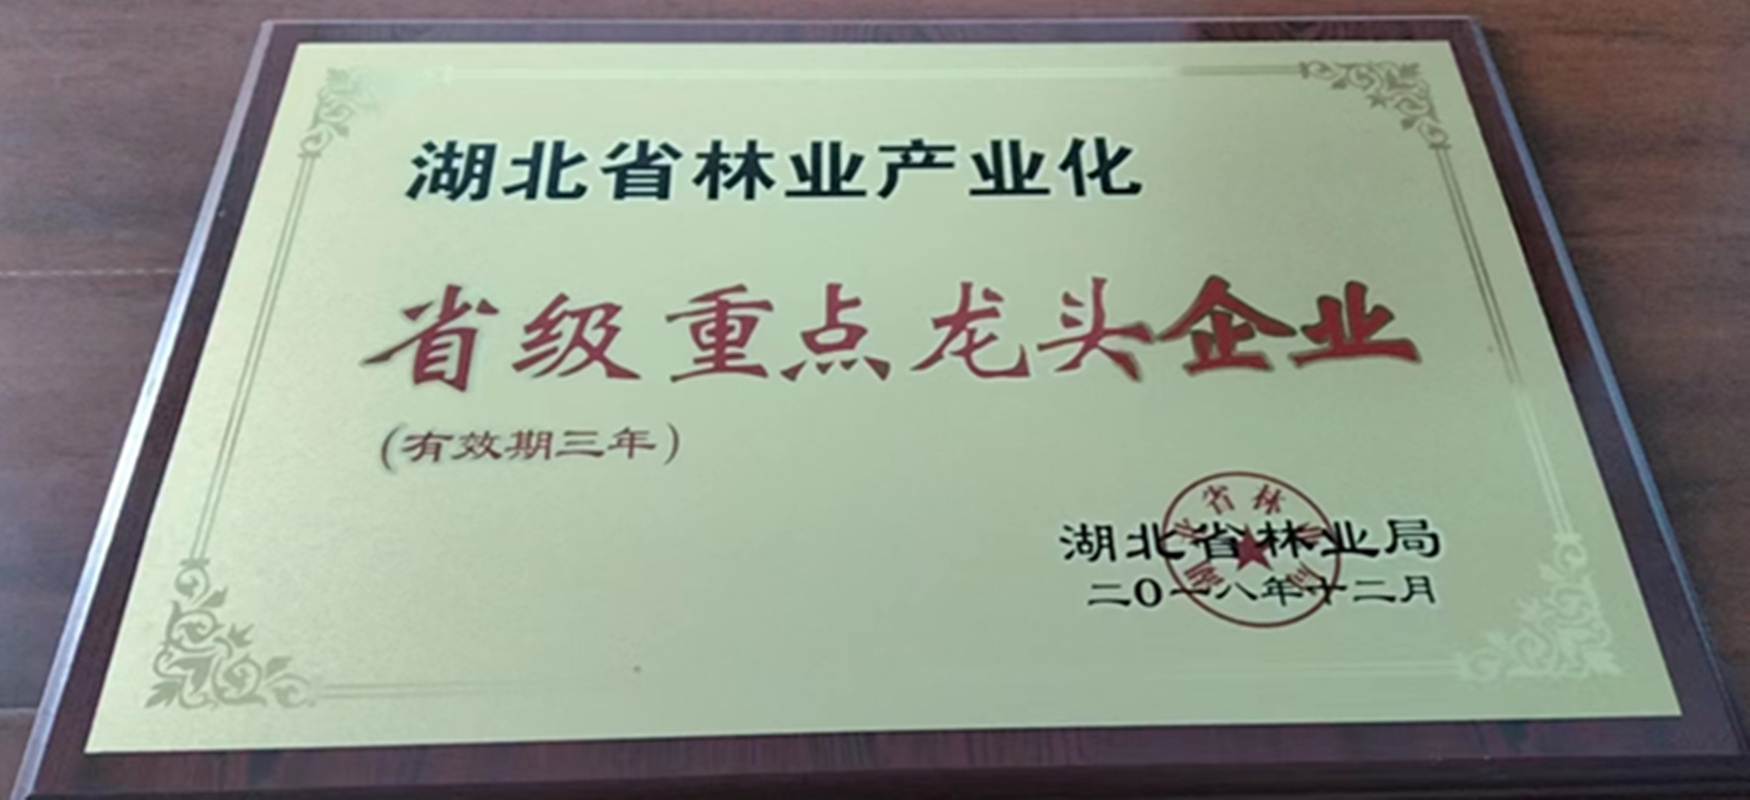 湖北省林业产业化
省级重点龙头企业
(有效期三年)
湖北省林业局
二0一八年十二月